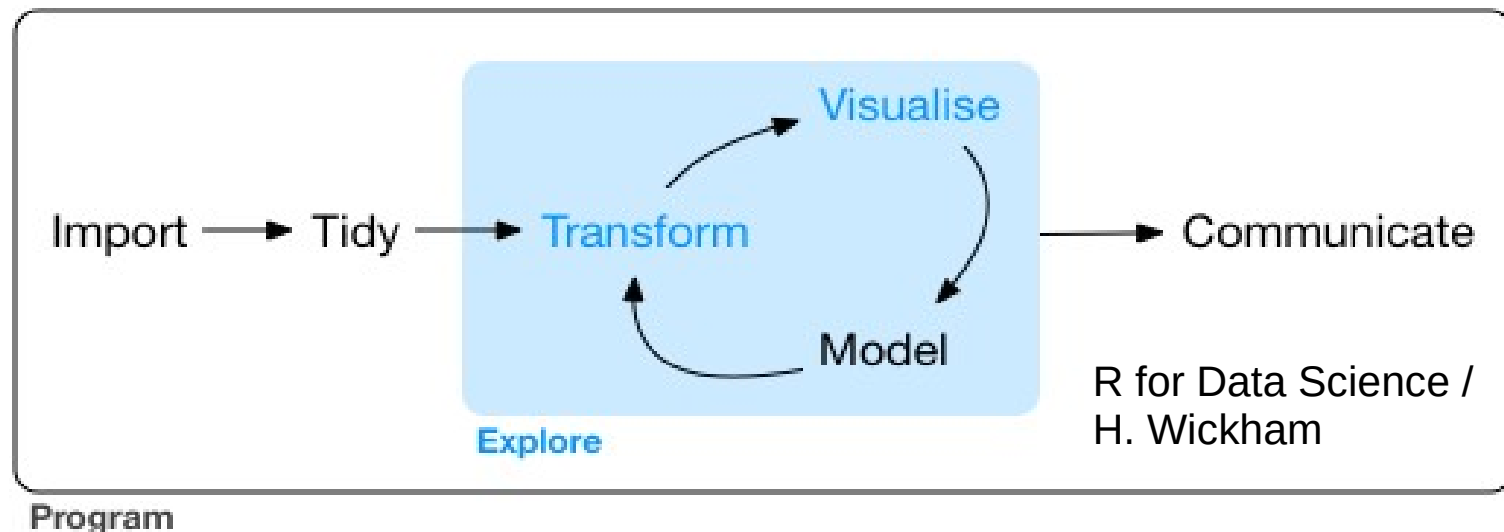 Visualise
Import
Tidy
Transform
Communicate
Model
R for Data Science /
H. Wickham
Explore
Program